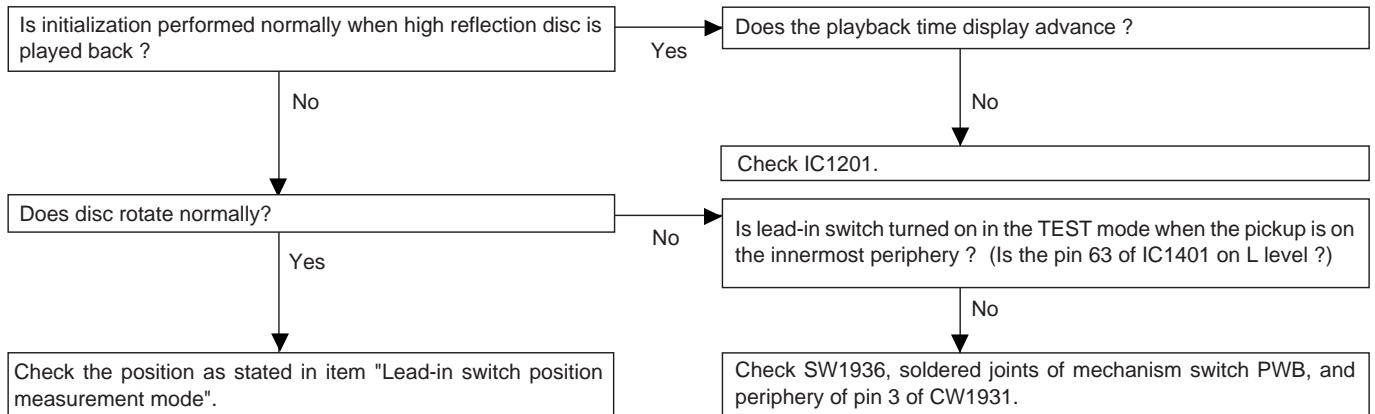 Is initialization performed normally when high reflection disc is
played back ?
Yes
Does the playback time display advance ?
No
No
Check IC1201.
Does disc rotate normally?
No
Is lead-in switch turned on in the TEST mode when the pickup is on
the innermost periphery ? (Is the pin 63 of IC1401 on L level ?)
Yes
No
Check the position as stated in item "Lead-in switch position
measurement mode".
Check SW1936, soldered joints of mechanism switch PWB, and
periphery of pin 3 of CW1931.